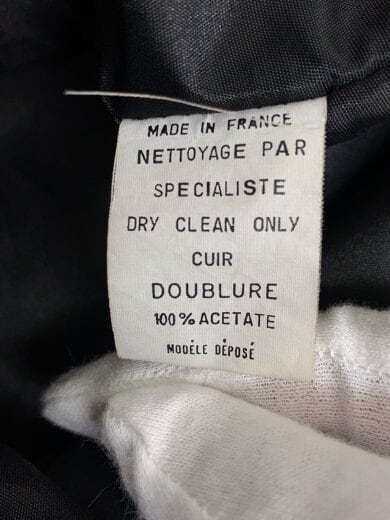 MADE IN FRANCE
NETTOYAGE PAR
SPECIALISTE
DRY CLEAN ONLY
CUIR
DOUBLURE
100% ACETATE
MODÈLE DÉPOSÉ